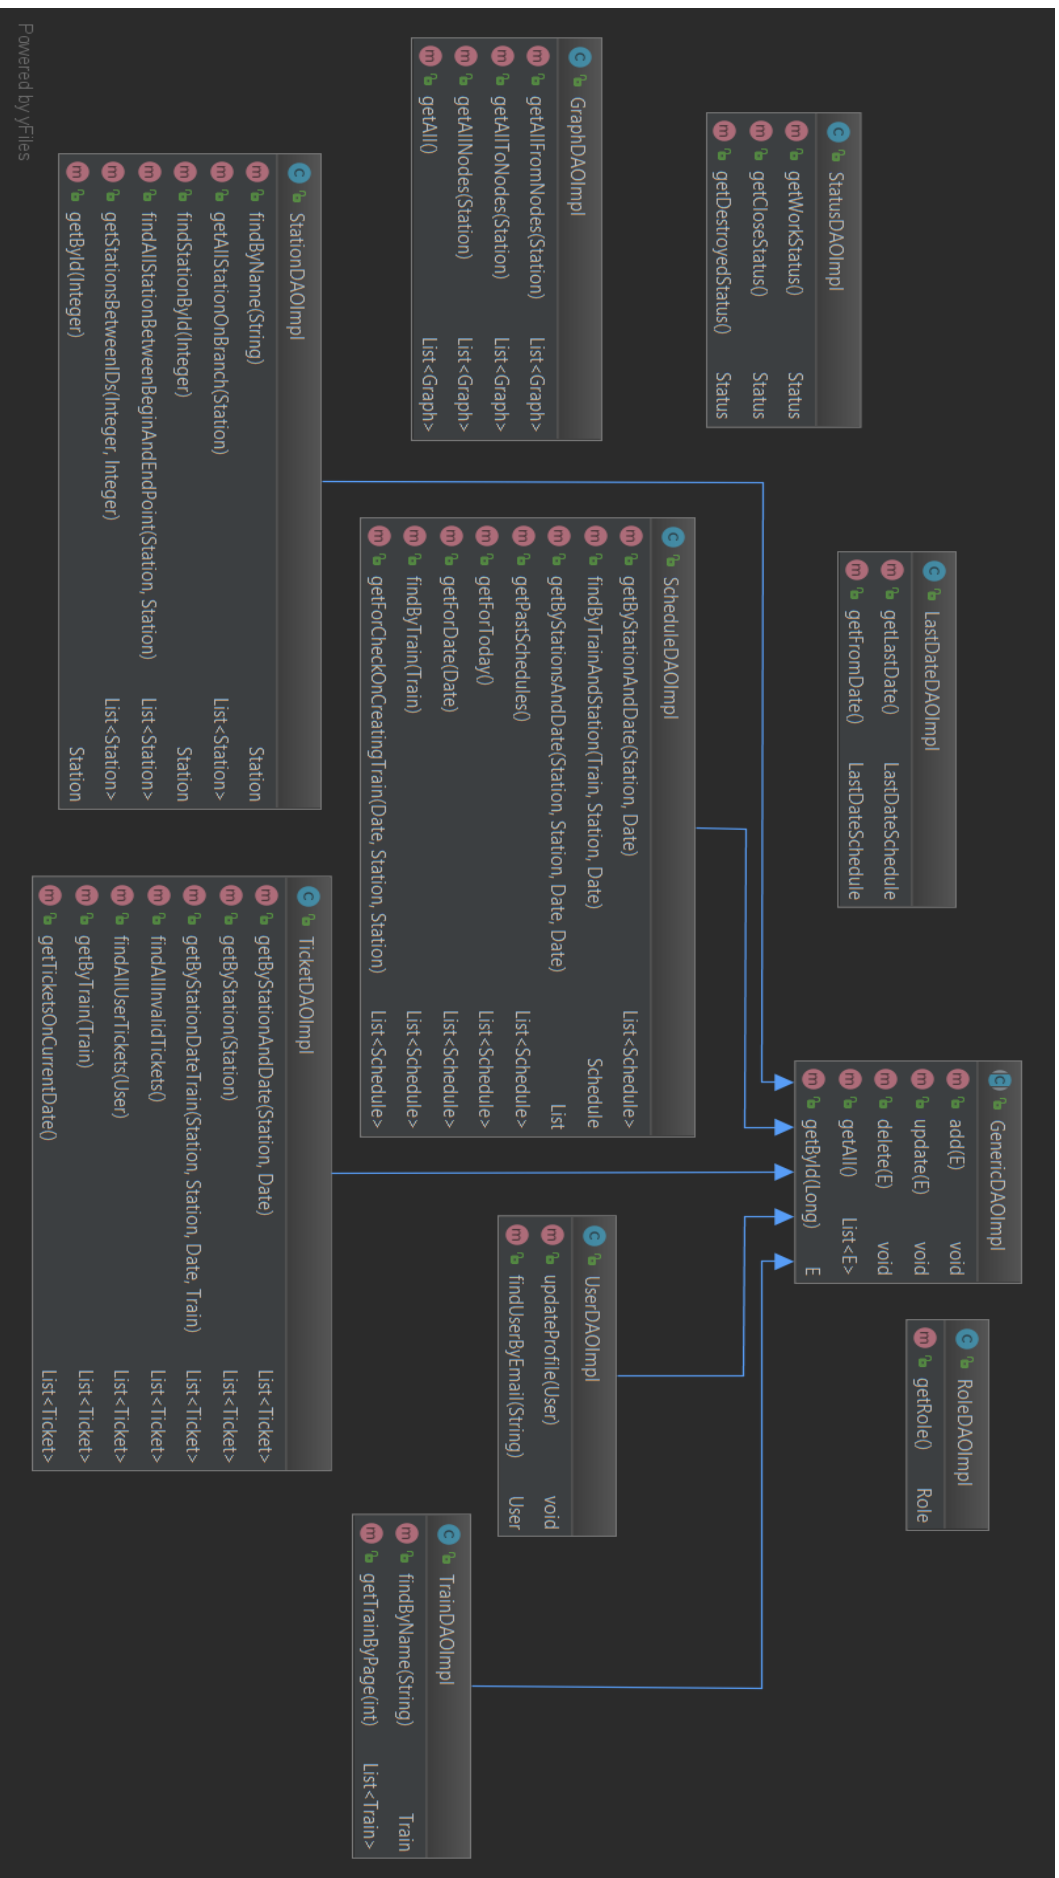 StatusDAOImpl
getWorkStatus() Status
getCloseStatus() Status
getDestroyedStatus() Status
LastDateDAOImpl
getLastDate() LastDateSchedule
getFromDate() LastDateSchedule
GenericDAOImpl
add(E) void
update(E) void
delete(E) void
getAll() List<E>
getById(Long) E
RoleDAOImpl
getRole() Role
GraphDAOImpl
getAllFromNodes(Station) List<Graph>
getAllToNodes(Station) List<Graph>
getAllNodes(Station) List<Graph>
getAll() List<Graph>
ScheduleDAOImpl
getByStationAndDate(Station, Date) List<Schedule>
findByTrainAndStation(Train, Station, Date) Schedule
getByStationsAndDate(Station, Station, Date, Date) List
getPastSchedules() List<Schedule>
getForToday() List<Schedule>
getForDate(Date) List<Schedule>
findByTrain(Train) List<Schedule>
getForCheckOnCreatingTrain(Date, Station, Station) List<Schedule>
UserDAOImpl
updateProfile(User) void
findUserByEmail(String) User
TrainDAOImpl
findByName(String) Train
getTrainByPage(int) List<Train>
StationDAOImpl
findByName(String) Station
getAllStationOnBranch(Station) List<Station>
findStationById(Integer) Station
findAllStationBetweenBeginAndEndPoint(Station, Station) List<Station>
getStationsBetweenIDs(Integer, Integer) List<Station>
getById(Integer) Station
TicketDAOImpl
getByStationAndDate(Station, Date) List<Ticket>
getByStation(Station) List<Ticket>
getByStationDateTrain(Station, Station, Date, Train) List<Ticket>
findAllInvalidTickets() List<Ticket>
findAllUserTickets(User) List<Ticket>
getByTrain(Train) List<Ticket>
getTicketsOnCurrentDate() List<Ticket>
Powered by yFiles